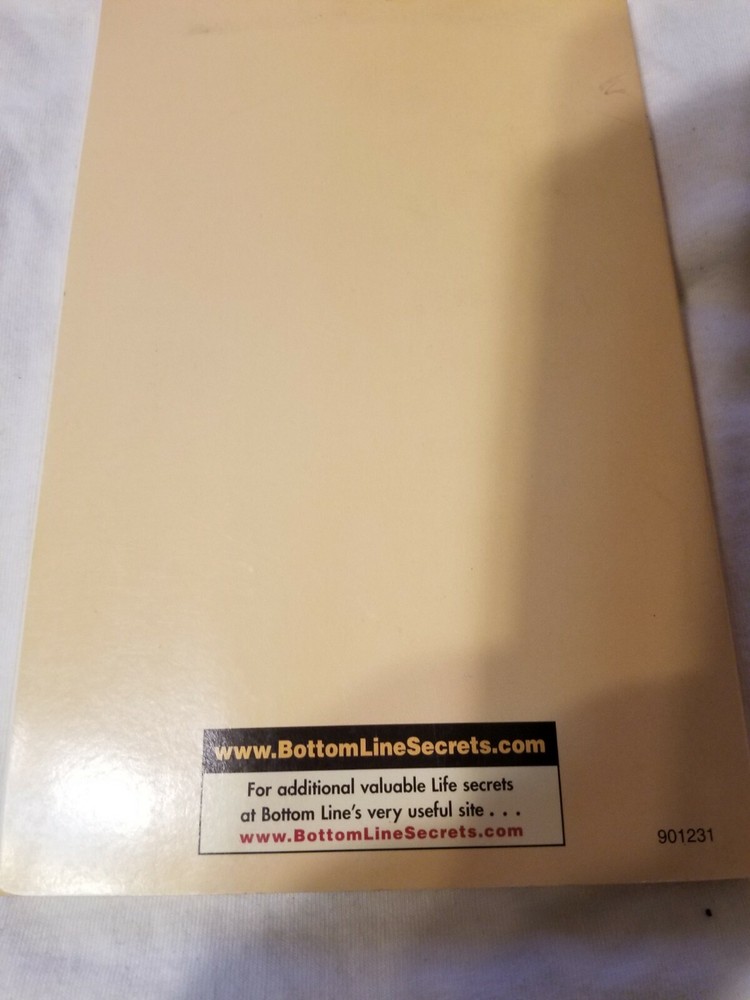 www.BottomLineSecrets.com
For additional valuable Life secrets
at Bottom Line's very useful site . . .
www.BottomLineSecrets.com
901231